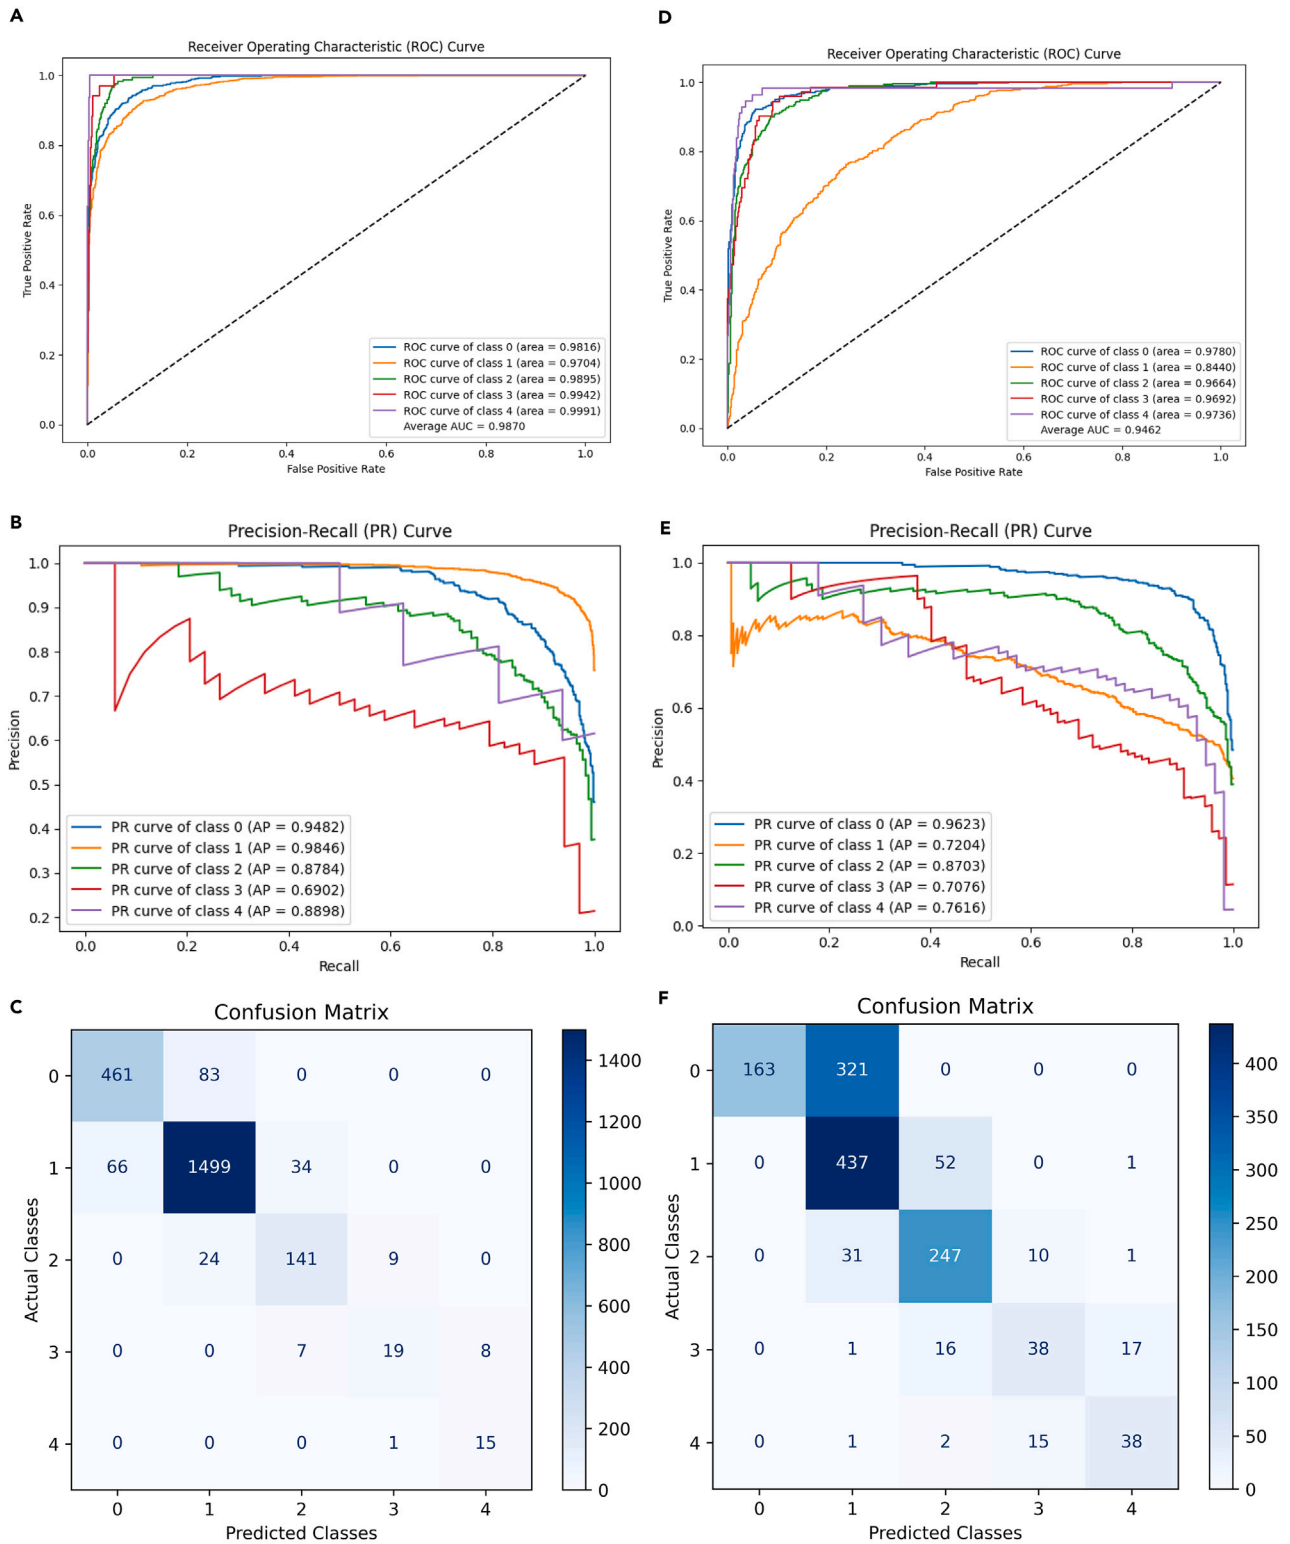 A
Receiver Operating Characteristic (ROC) Curve
True Positive Rate
1.0
0.8
0.6
0.4
0.2
0.0
ROC curve of class 0 (area = 0.9816)
ROC curve of class 1 (area = 0.9704)
ROC curve of class 2 (area = 0.9895)
ROC curve of class 3 (area = 0.9942)
ROC curve of class 4 (area = 0.9991)
Average AUC = 0.9870
0.0 0.2 0.4 0.6 0.8 1.0
False Positive Rate
D
Receiver Operating Characteristic (ROC) Curve
True Positive Rate
1.0
0.8
0.6
0.4
0.2
0.0
ROC curve of class 0 (area = 0.9780)
ROC curve of class 1 (area = 0.8440)
ROC curve of class 2 (area = 0.9664)
ROC curve of class 3 (area = 0.9692)
ROC curve of class 4 (area = 0.9736)
Average AUC = 0.9462
0.0 0.2 0.4 0.6 0.8 1.0
False Positive Rate
B
Precision-Recall (PR) Curve
Precision
1.0
0.9
0.8
0.7
0.6
0.5
0.4
0.3
0.2
PR curve of class 0 (AP = 0.9482)
PR curve of class 1 (AP = 0.9846)
PR curve of class 2 (AP = 0.8784)
PR curve of class 3 (AP = 0.6902)
PR curve of class 4 (AP = 0.8898)
0.0 0.2 0.4 0.6 0.8 1.0
Recall
E
Precision-Recall (PR) Curve
Precision
1.0
0.8
0.6
0.4
0.2
0.0
PR curve of class 0 (AP = 0.9623)
PR curve of class 1 (AP = 0.7204)
PR curve of class 2 (AP = 0.8703)
PR curve of class 3 (AP = 0.7076)
PR curve of class 4 (AP = 0.7616)
0.0 0.2 0.4 0.6 0.8 1.0
Recall
C
Confusion Matrix
Actual Classes
0 461 83 0 0 0
1 66 1499 34 0 0
2 0 24 141 9 0
3 0 0 7 19 8
4 0 0 0 1 15
0 1 2 3 4
Predicted Classes
1400
1200
1000
800
600
400
200
0
F
Confusion Matrix
Actual Classes
0 163 321 0 0 0
1 0 437 52 0 1
2 0 31 247 10 1
3 0 1 16 38 17
4 0 1 2 15 38
0 1 2 3 4
Predicted Classes
400
350
300
250
200
150
100
50
0